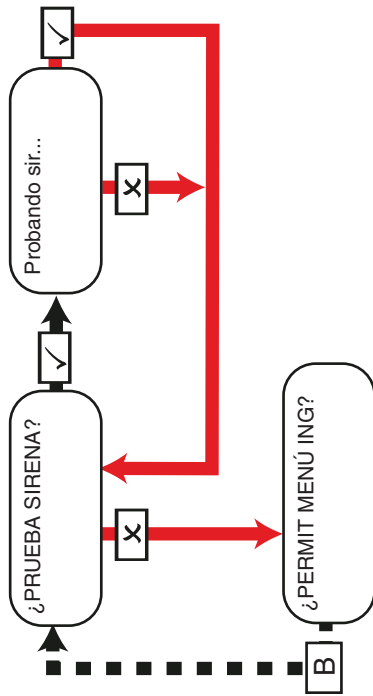 ¿PRUEBA SIRENA?
✓
Probando sir...
✓
X
X
¿PERMIT MENÚ ING?
B